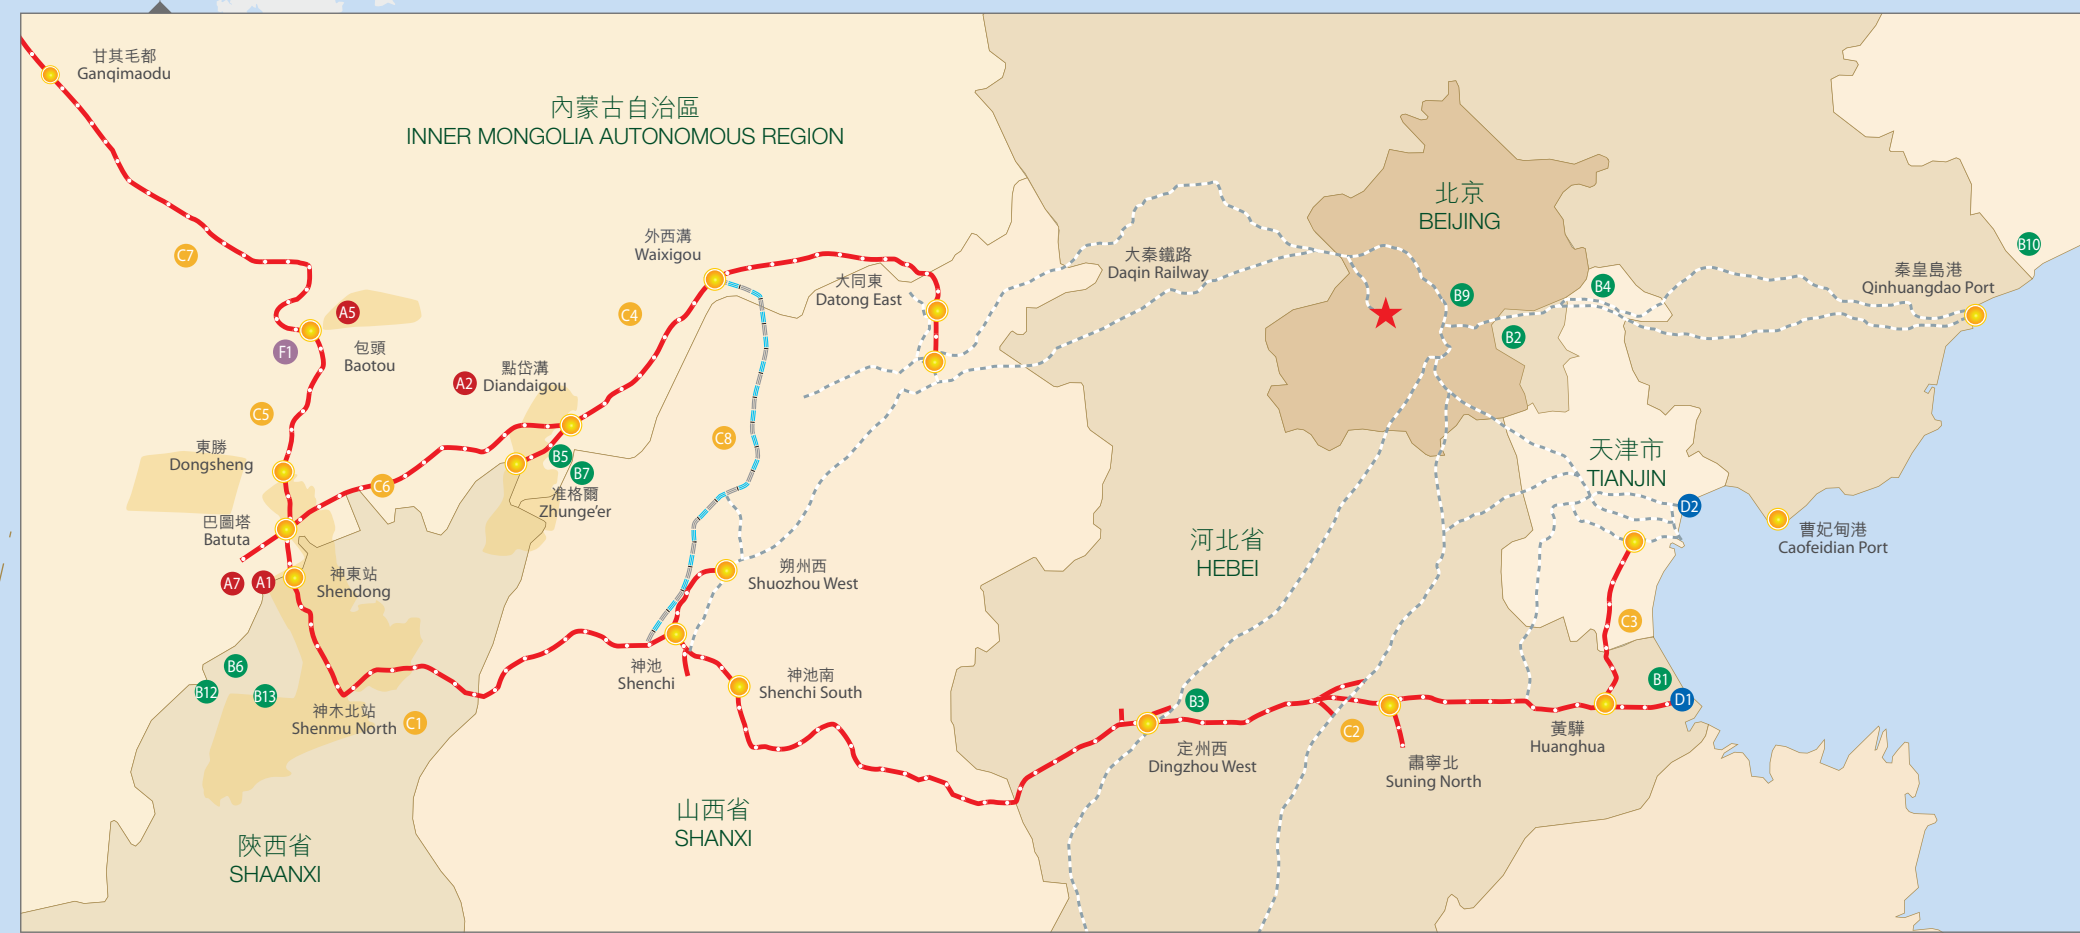 甘其毛都
Ganqimaodu
內蒙古自治區
INNER MONGOLIA AUTONOMOUS REGION
北京
BEIJING
外西溝
Waixigou
大秦鐵路
Daqin Railway
B10
C7
秦皇島港
Qinhuangdao Port
大同東
Datong East
B4
B9
A5
C4
B2
F1
包頭
Baotou
點岱溝
A2
Diandaigou
C5
東勝
Dongsheng
C8
天津市
TIANJIN
B5
B7
C6
准格爾
Zhunge'er
D2
巴圖塔
Batuta
曹妃甸港
Caofeidian Port
河北省
HEBEI
神東站
Shendong
A7
A1
朔州西
Shuozhou West
C3
B6
B12
B13
神池
Shenchi
神池南
Shenchi South
B1
D1
B3
神木北站
Shenmu North
C1
C2
黃驊
Huanghua
定州西
Dingzhou West
肅寧北
Suning North
山西省
SHANXI
陝西省
SHAANXI